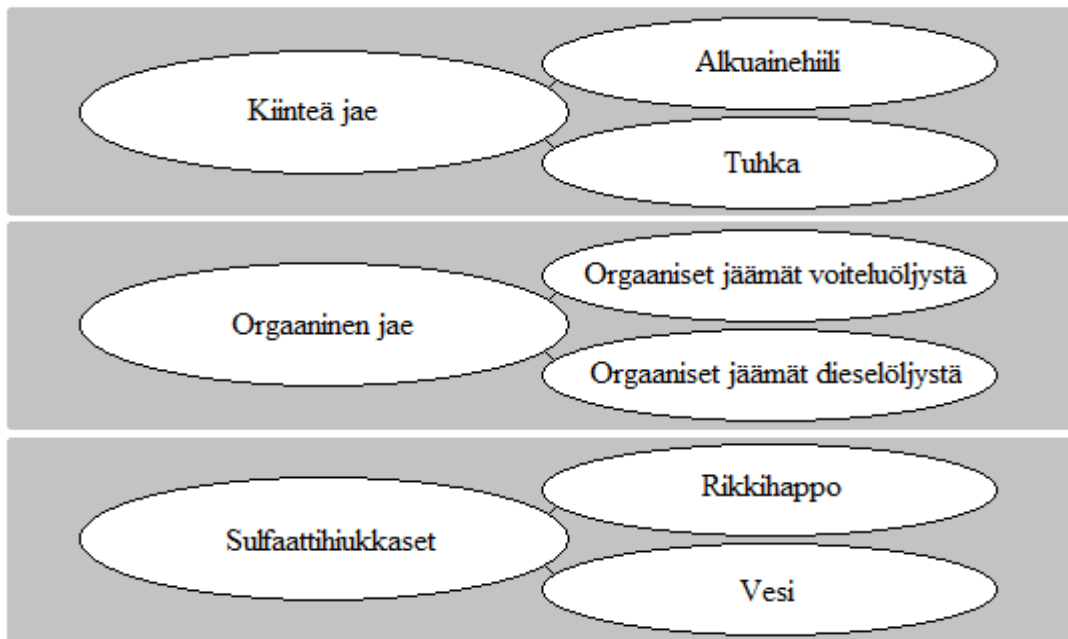 Kiinteä jae
Alkuainehiili
Tuhka
Orgaaninen jae
Orgaaniset jäämät voiteluöljystä
Orgaaniset jäämät dieselöljystä
Sulfaattihiukkaset
Rikkihappo
Vesi